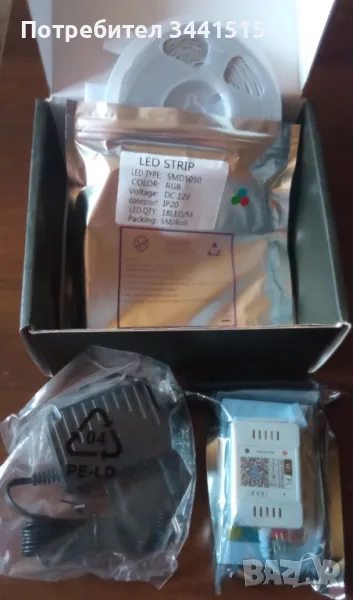 Потребител 3441515
LED STRIP
LED TYPE: SMD5050
COLOR: RGB
Voltage: DC 12V
Waterproof: IP20
LED QTY: 18LED/M
Packing: 5M/Roll
04
PE-LD
bazar